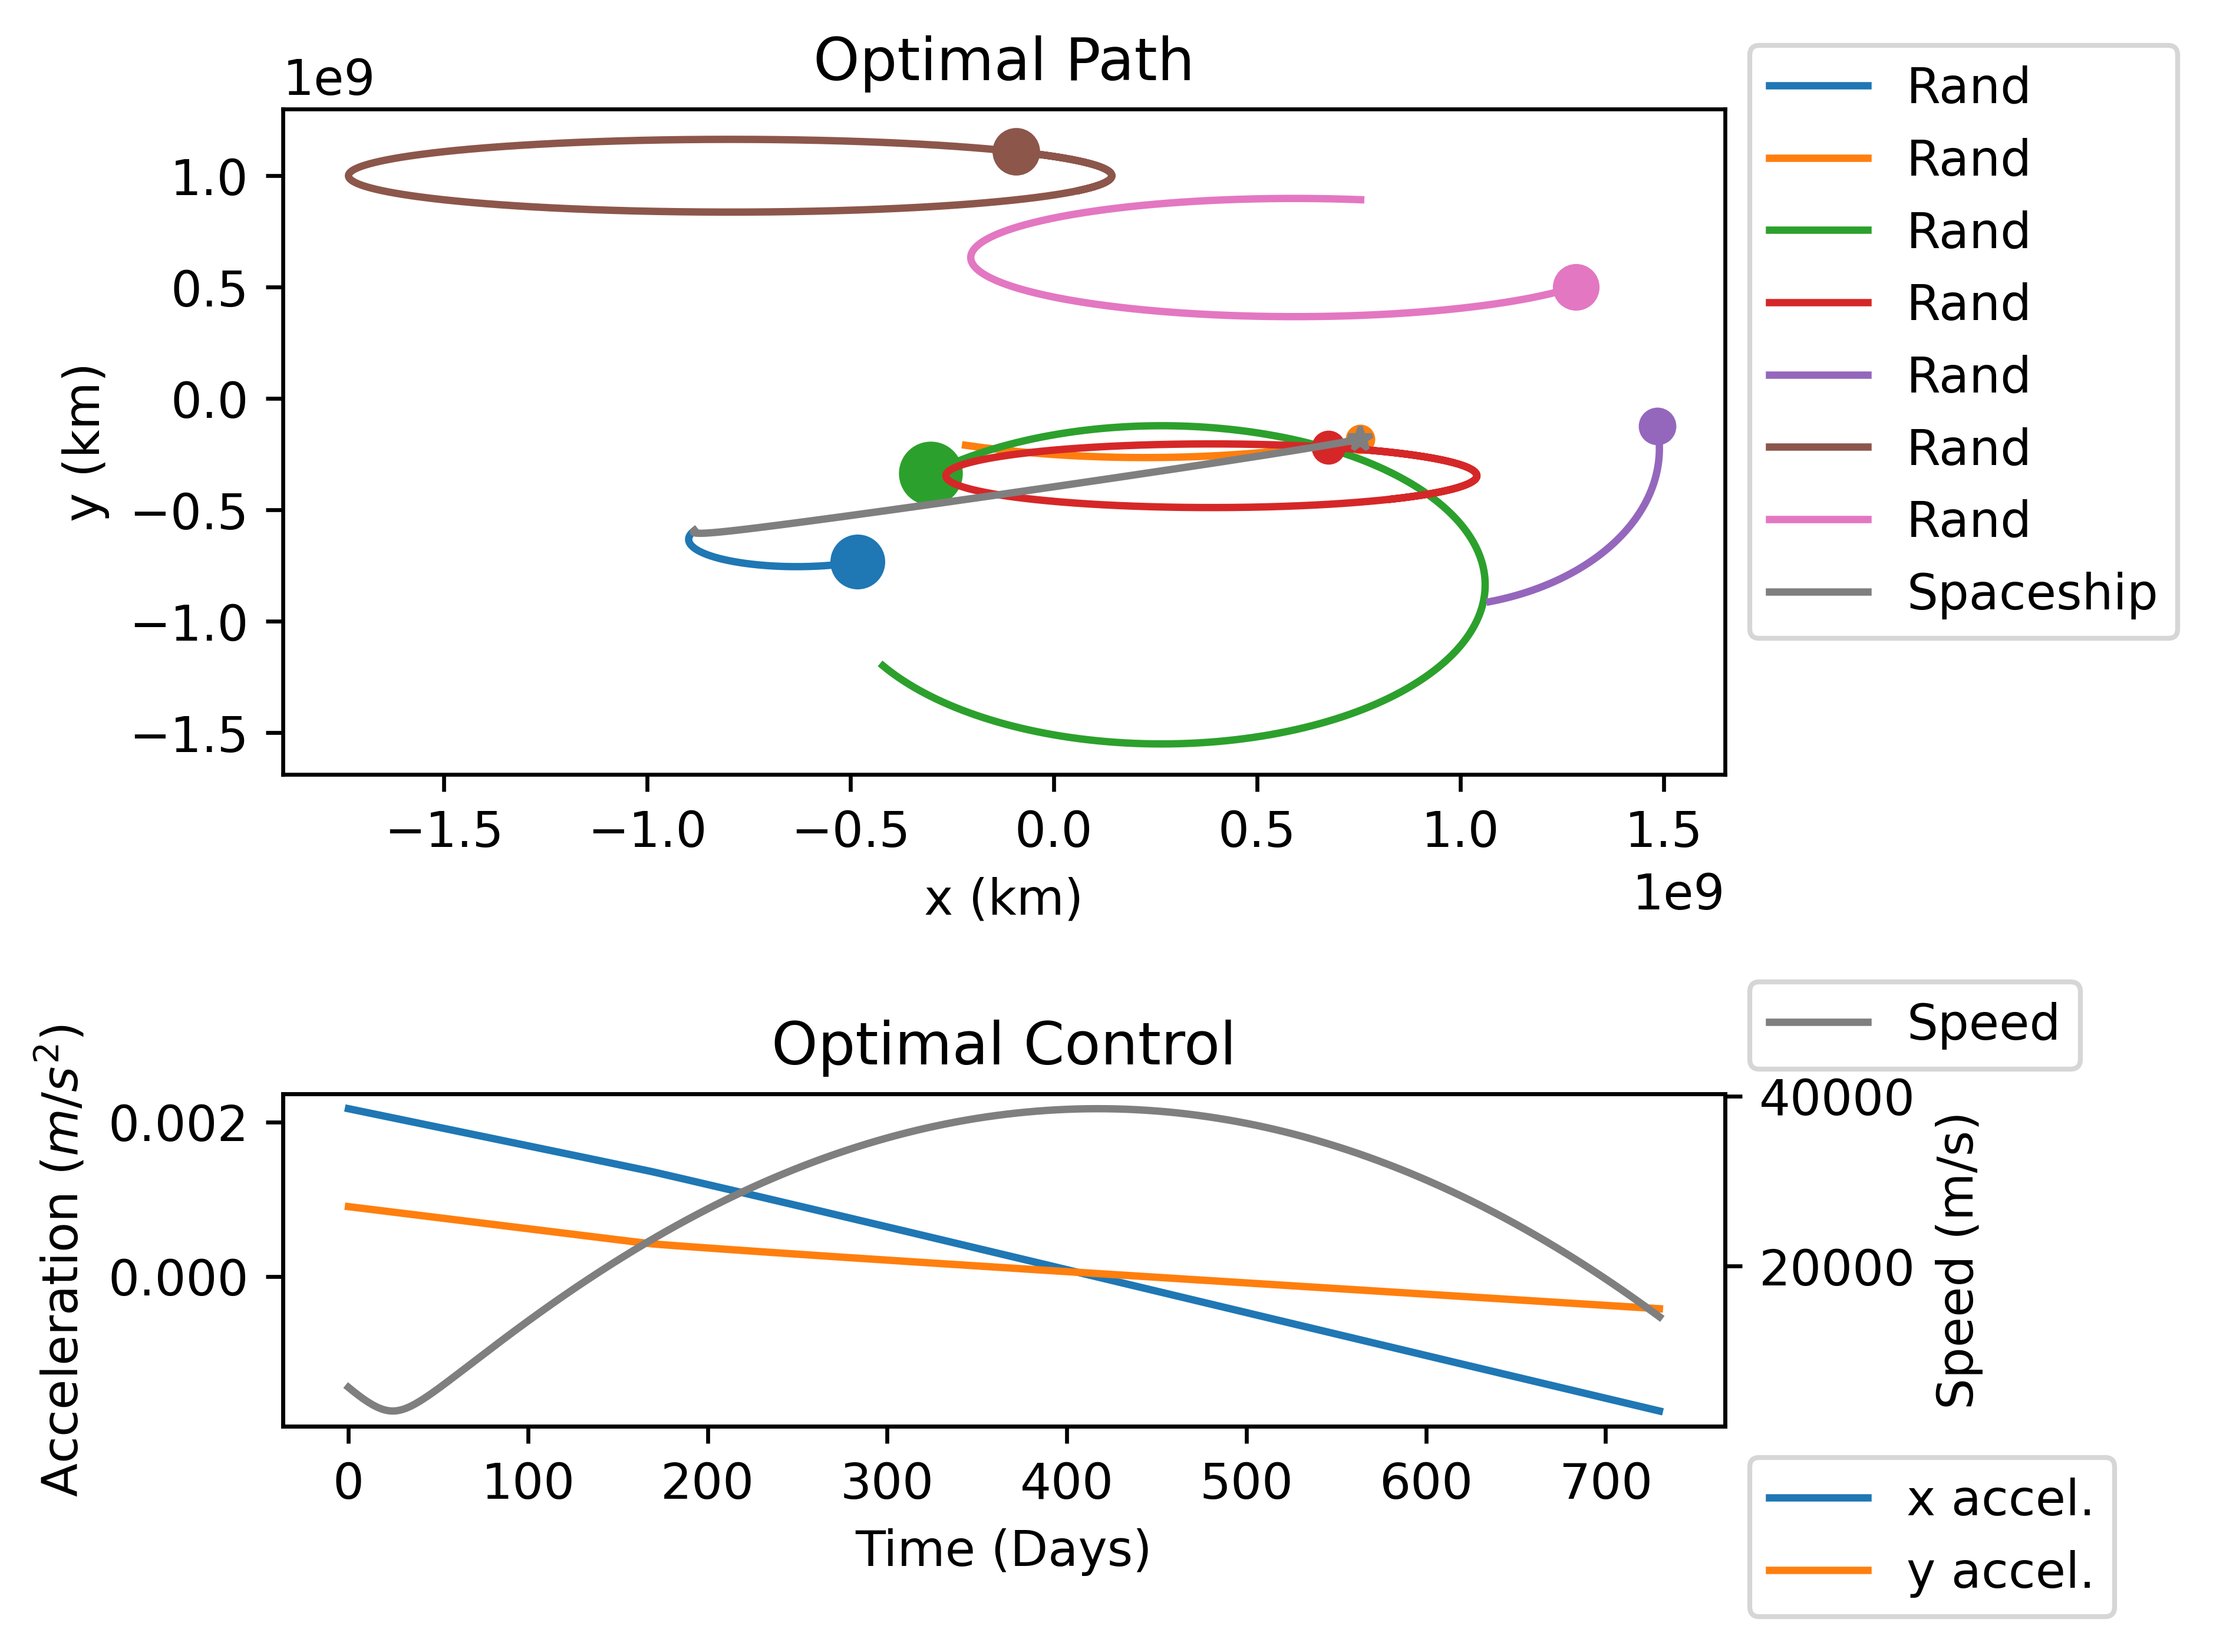 Optimal Path
1e9
1.0
0.5
0.0
−0.5
−1.0
−1.5
y (km)
−1.5 −1.0 −0.5 0.0 0.5 1.0 1.5
1e9
x (km)
Rand
Rand
Rand
Rand
Rand
Rand
Rand
Spaceship
Optimal Control
Speed
0.002
0.000
Acceleration (m/s²)
40000
20000
Speed (m/s)
0 100 200 300 400 500 600 700
Time (Days)
x accel.
y accel.